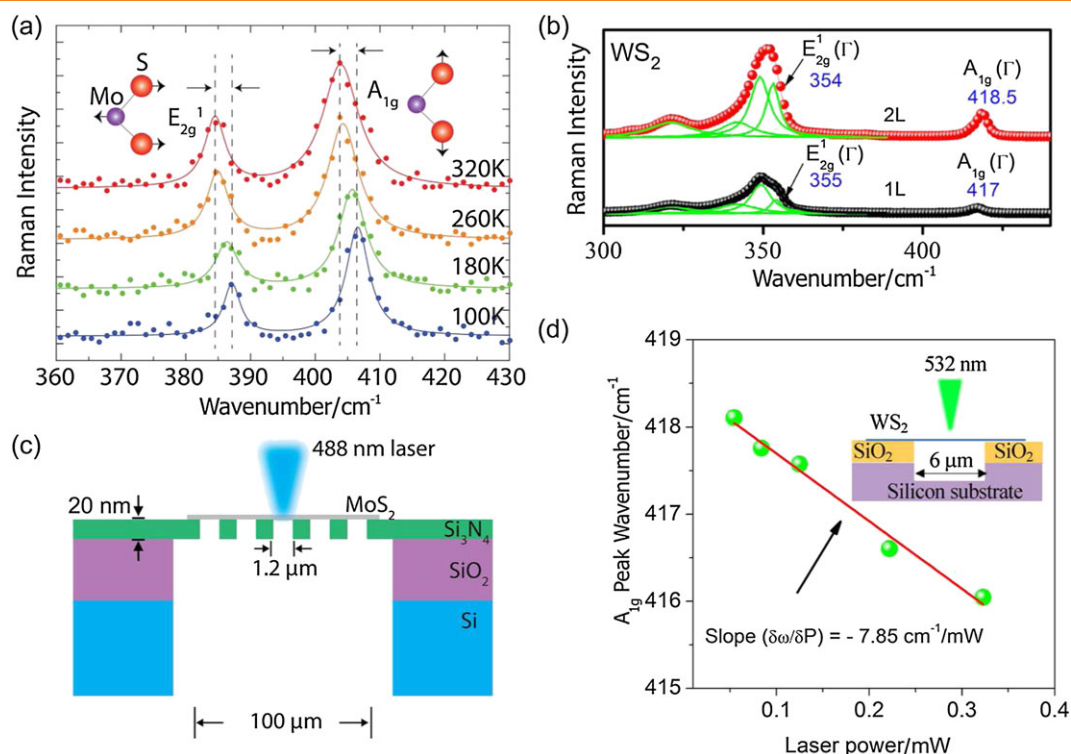 (a)
S
Mo
E₂g¹
A₁g
320K
260K
180K
100K
Raman Intensity
360 370 380 390 400 410 420 430
Wavenumber/cm⁻¹
(b)
WS₂
E¹₂g(Γ)
354
A₁g(Γ)
418.5
2L
E¹₂g(Γ)
355
A₁g(Γ)
417
1L
Raman Intensity
300 350 400
Wavenumber/cm⁻¹
(c)
488 nm laser
20 nm
MoS₂
Si₃N₄
1.2 µm
SiO₂
Si
100 µm
(d)
419
418
417
416
415
A₁g Peak Wavenumber/cm⁻¹
532 nm
WS₂
SiO₂ SiO₂
6 µm
Silicon substrate
Slope (δω/δP) = - 7.85 cm⁻¹/mW
0.1 0.2 0.3 0.4
Laser power/mW